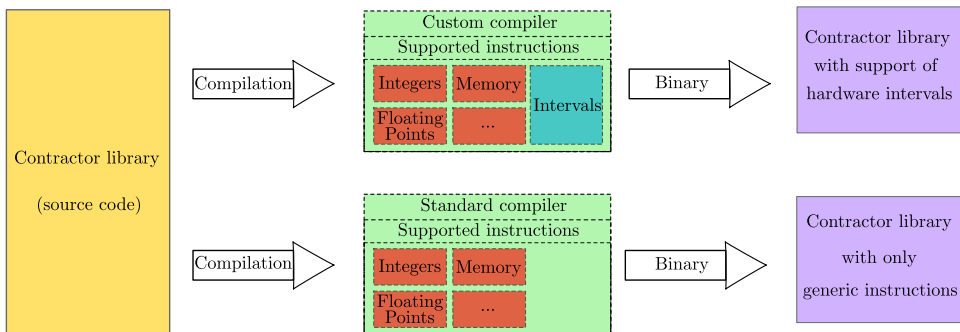 Contractor library
(source code)
Compilation
Custom compiler
Supported instructions
Integers
Memory
Floating
Points
...
Intervals
Binary
Contractor library
with support of
hardware intervals
Compilation
Standard compiler
Supported instructions
Integers
Memory
Floating
Points
...
Binary
Contractor library
with only
generic instructions